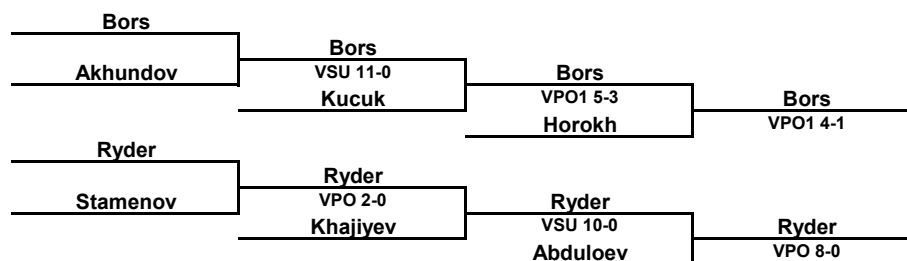 Bors
Akhundov
Bors
VSU 11-0
Kucuk
Bors
VPO1 5-3
Horokh
Bors
VPO1 4-1
Ryder
Stamenov
Ryder
VPO 2-0
Khajiyev
Ryder
VSU 10-0
Abduloev
Ryder
VPO 8-0